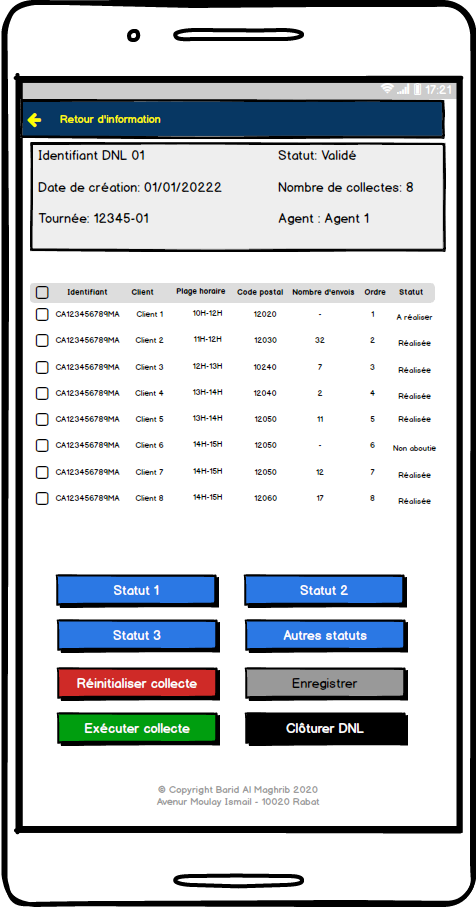 17:21
Retour d'information
Identifiant DNL 01 Statut: Validé
Date de création: 01/01/20222 Nombre de collectes: 8
Tournée: 12345-01 Agent : Agent 1
Identifiant Client Plage horaire Code postal Nombre d'envois Ordre Statut
CA123456789MA Client 1 10H-12H 12020 - 1 A réaliser
CA123456789MA Client 2 11H-12H 12030 32 2 Réalisée
CA123456789MA Client 3 12H-13H 10240 7 3 Réalisée
CA123456789MA Client 4 13H-14H 12040 2 4 Réalisée
CA123456789MA Client 5 13H-14H 12050 11 5 Réalisée
CA123456789MA Client 6 14H-15H 12050 - 6 Non aboutie
CA123456789MA Client 7 14H-15H 12050 12 7 Réalisée
CA123456789MA Client 8 14H-15H 12060 17 8 Réalisée
Statut 1 Statut 2
Statut 3 Autres statuts
Réinitialiser collecte Enregistrer
Exécuter collecte Clôturer DNL
© Copyright Barid Al Maghrib 2020
Avenur Moulay Ismail - 10020 Rabat